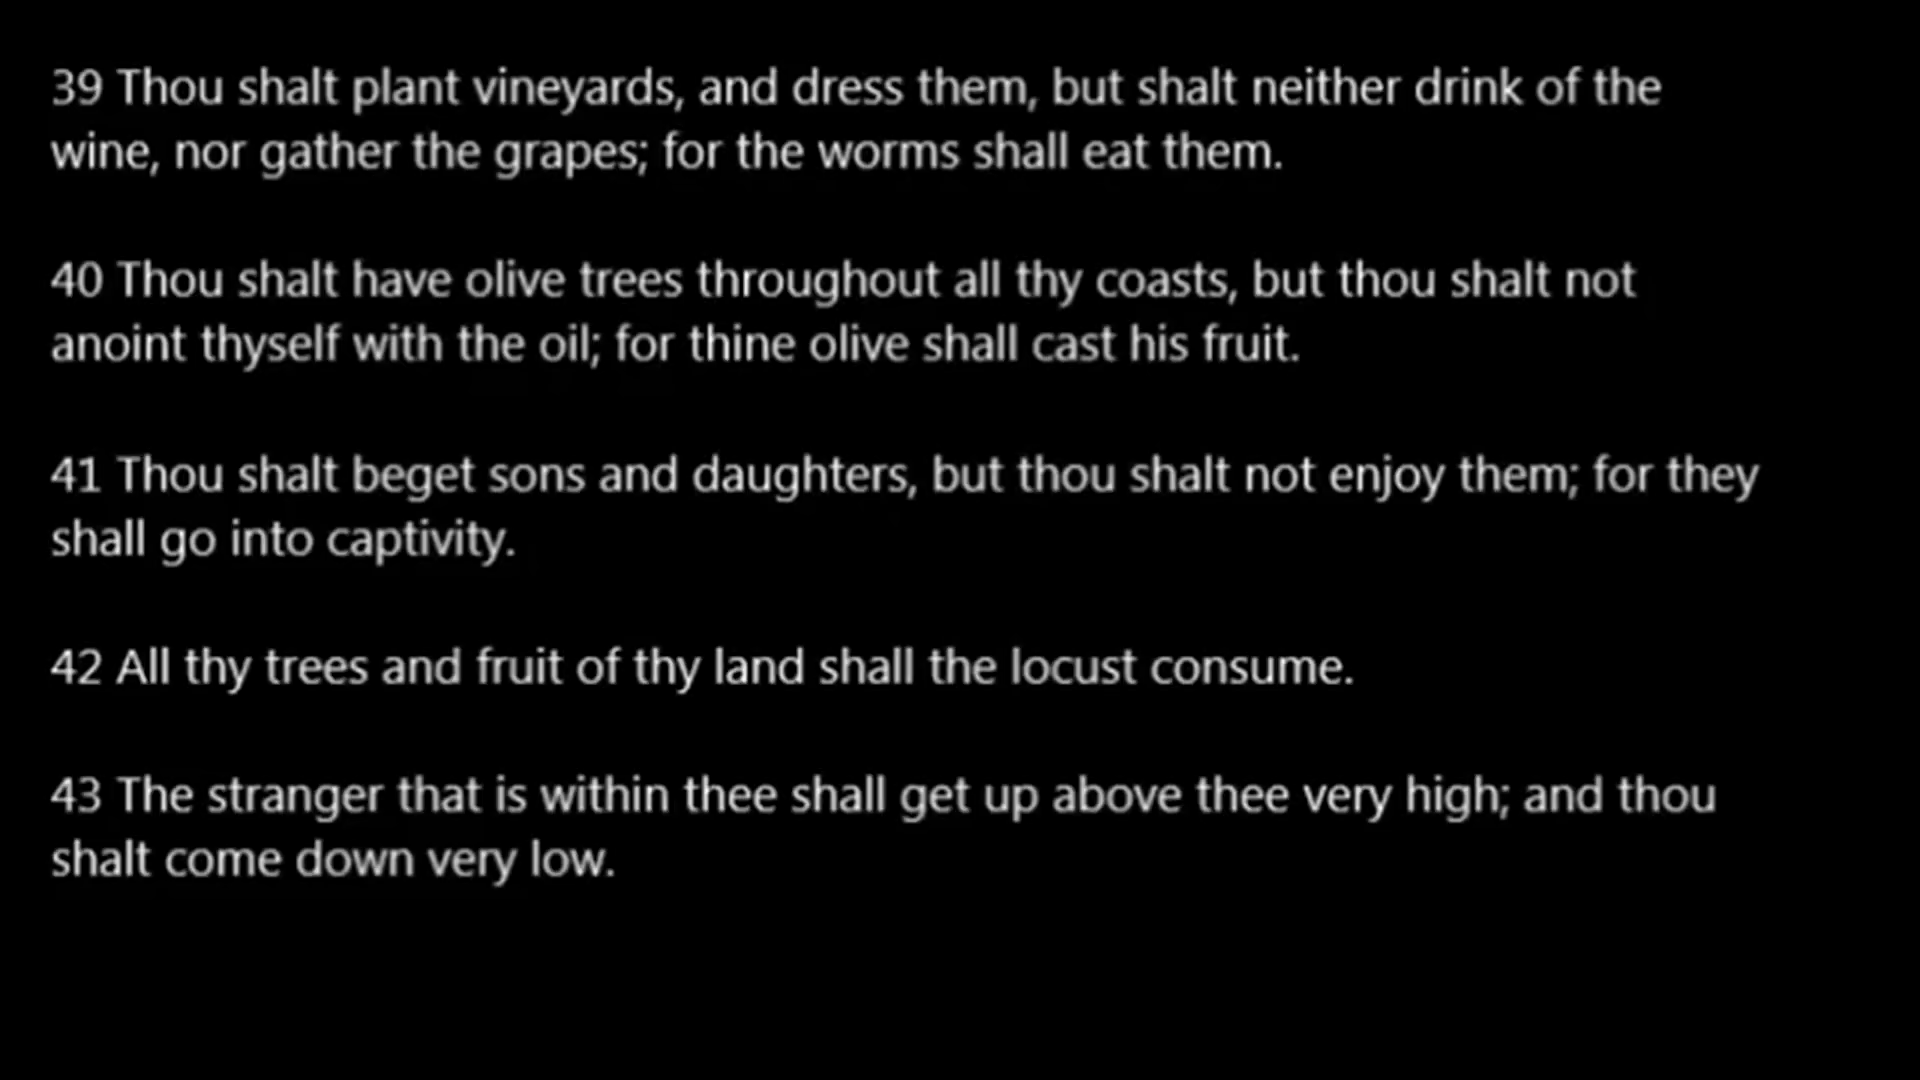 39 Thou shalt plant vineyards, and dress them, but shalt neither drink of the
wine, nor gather the grapes; for the worms shall eat them.
40 Thou shalt have olive trees throughout all thy coasts, but thou shalt not
anoint thyself with the oil; for thine olive shall cast his fruit.
41 Thou shalt beget sons and daughters, but thou shalt not enjoy them; for they
shall go into captivity.
42 All thy trees and fruit of thy land shall the locust consume.
43 The stranger that is within thee shall get up above thee very high; and thou
shalt come down very low.